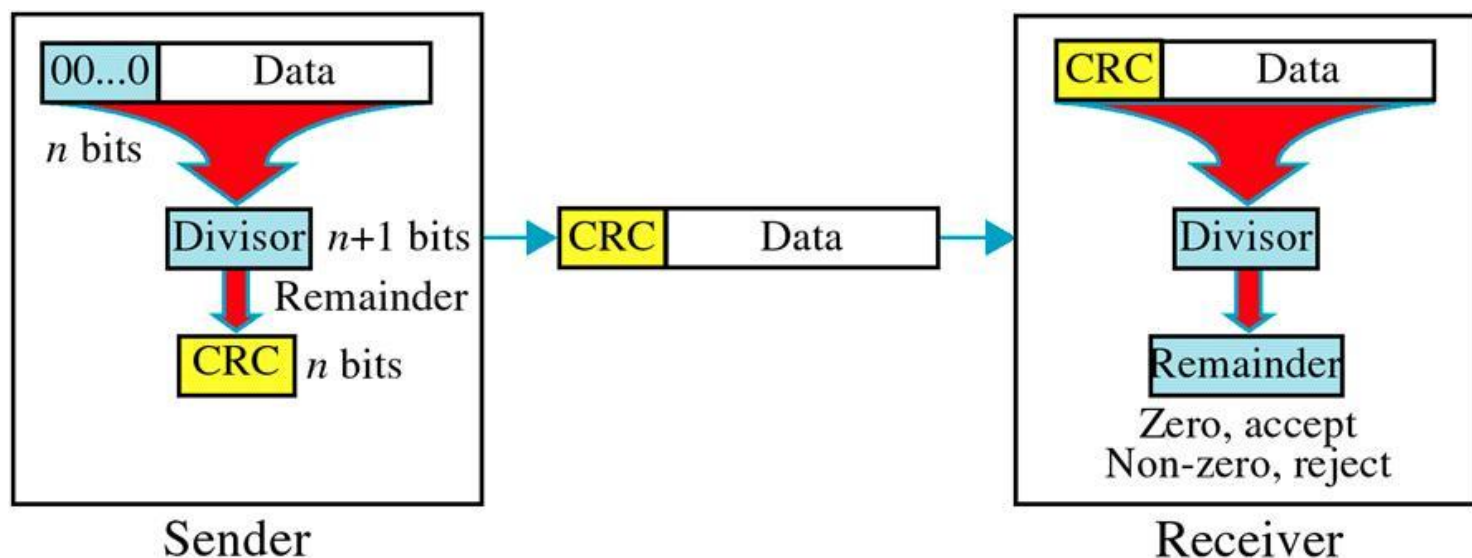 00...0 Data
n bits
Divisor n+1 bits
Remainder
CRC n bits
Sender
CRC Data
CRC Data
Divisor
Remainder
Zero, accept
Non-zero, reject
Receiver